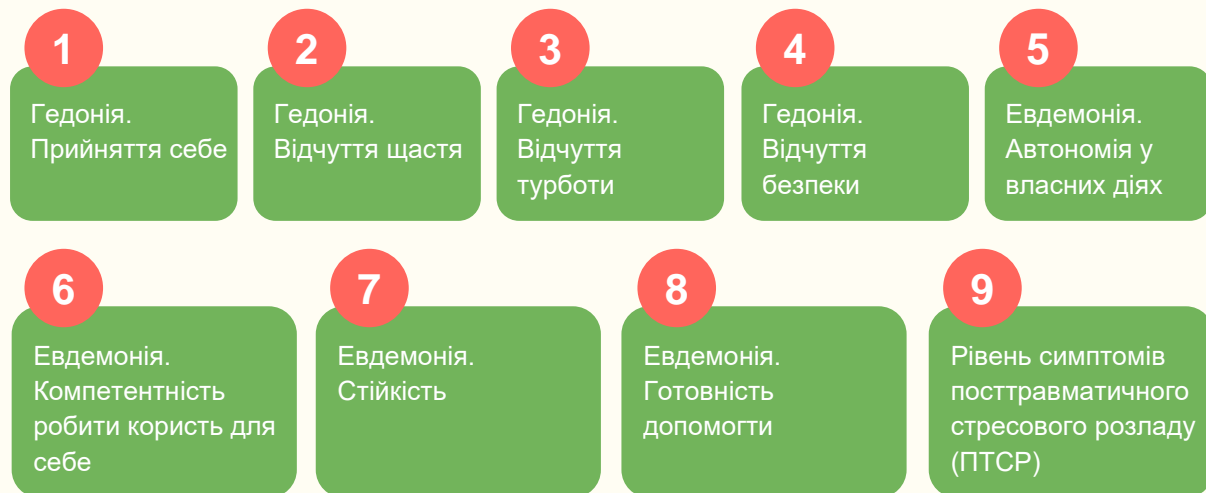 1
Гедонія.
Прийняття себе
2
Гедонія.
Відчуття щастя
3
Гедонія.
Відчуття
турботи
4
Гедонія.
Відчуття
безпеки
5
Евдемонія.
Автономія у
власних діях
6
Евдемонія.
Компетентність
робити користь для
себе
7
Евдемонія.
Стійкість
8
Евдемонія.
Готовність
допомогти
9
Рівень симптомів
посттравматичного
стресового розладу
(ПТСР)